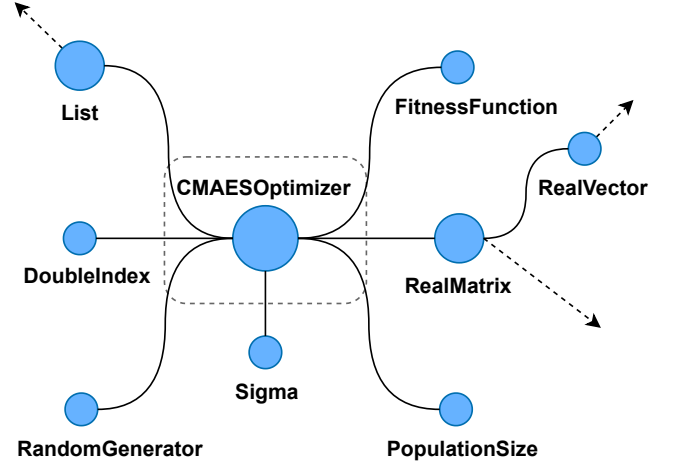 List
FitnessFunction
CMAESOptimizer
RealVector
DoubleIndex
RealMatrix
Sigma
RandomGenerator
PopulationSize